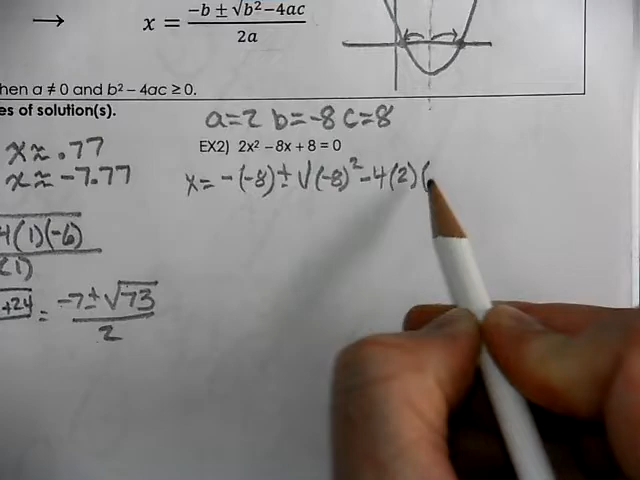 → x = -b ± √b² – 4ac / 2a
hen a ≠ 0 and b² – 4ac ≥ 0.
es of solution(s).
a=2 b=-8 c=8
EX2) 2x² – 8x + 8 = 0
x ≈ .77
x ≈ -7.77
x = -(-8) ± √(-8)² -4(2)(
4(1)(-6)
(1)
+24 = -7 ± √73 / 2